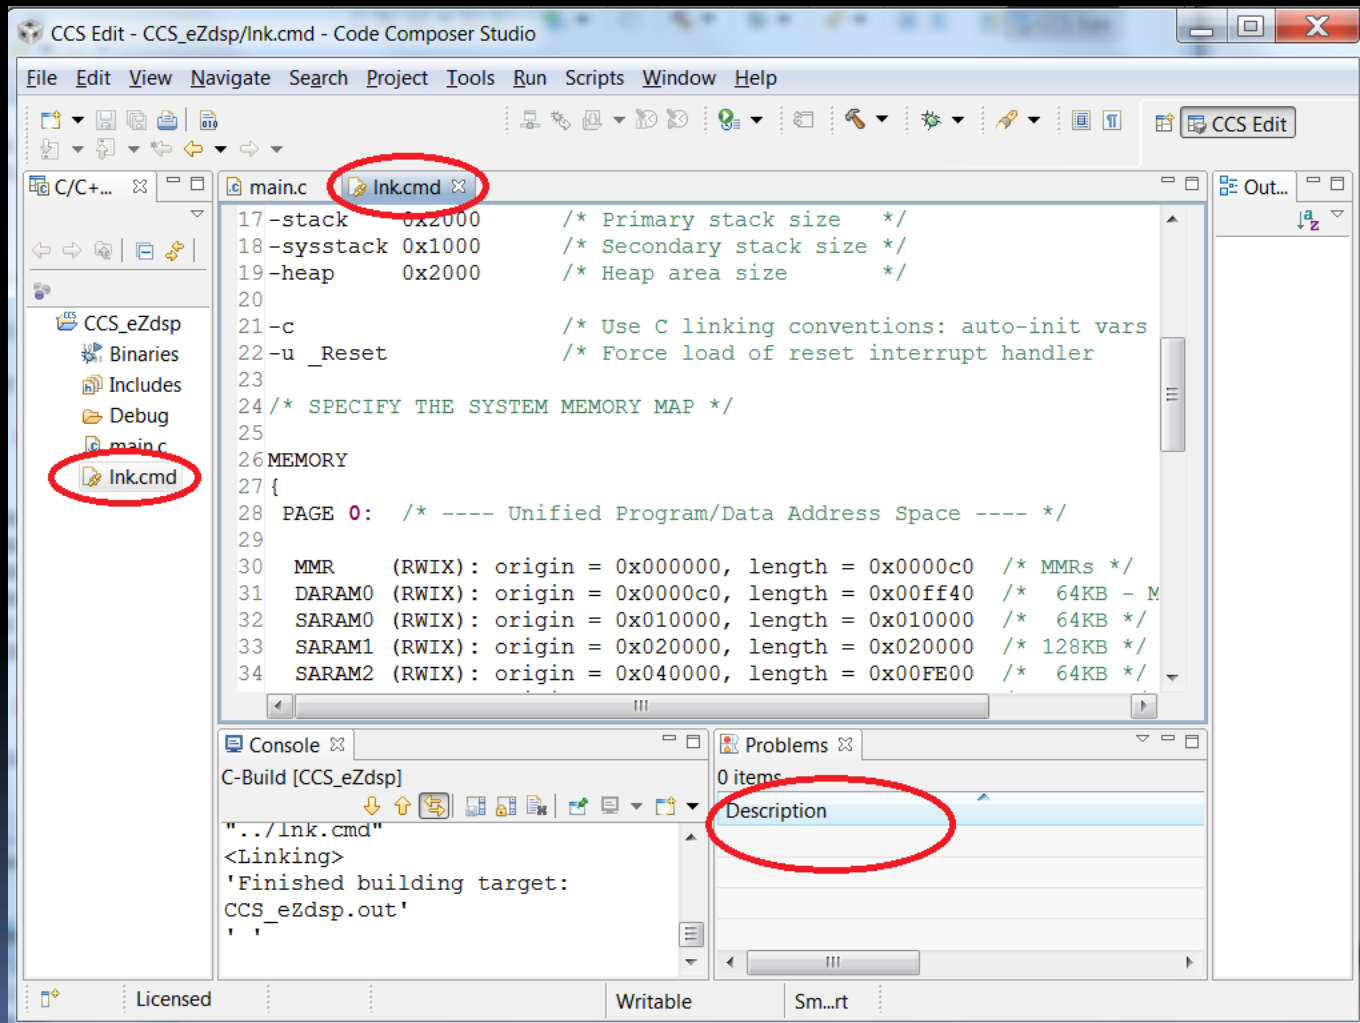 CCS Edit - CCS_eZdsp/lnk.cmd - Code Composer Studio
File Edit View Navigate Search Project Tools Run Scripts Window Help
CCS Edit
C/C+...
main.c
lnk.cmd
Out...
CCS_eZdsp
Binaries
Includes
Debug
main.c
lnk.cmd
17 -stack 0x2000 /* Primary stack size */
18 -sysstack 0x1000 /* Secondary stack size */
19 -heap 0x2000 /* Heap area size */
20
21 -c /* Use C linking conventions: auto-init vars
22 -u _Reset /* Force load of reset interrupt handler
23
24 /* SPECIFY THE SYSTEM MEMORY MAP */
25
26 MEMORY
27 {
28 PAGE 0: /* ---- Unified Program/Data Address Space ---- */
29
30 MMR (RWIX): origin = 0x000000, length = 0x0000c0 /* MMRs */
31 DARAM0 (RWIX): origin = 0x0000c0, length = 0x00ff40 /* 64KB - M
32 SARAM0 (RWIX): origin = 0x010000, length = 0x010000 /* 64KB */
33 SARAM1 (RWIX): origin = 0x020000, length = 0x020000 /* 128KB */
34 SARAM2 (RWIX): origin = 0x040000, length = 0x00FE00 /* 64KB */
Console
C-Build [CCS_eZdsp]
"../lnk.cmd"
<Linking>
'Finished building target:
CCS_eZdsp.out'
' '
Problems
0 items
Description
Licensed
Writable
Sm...rt